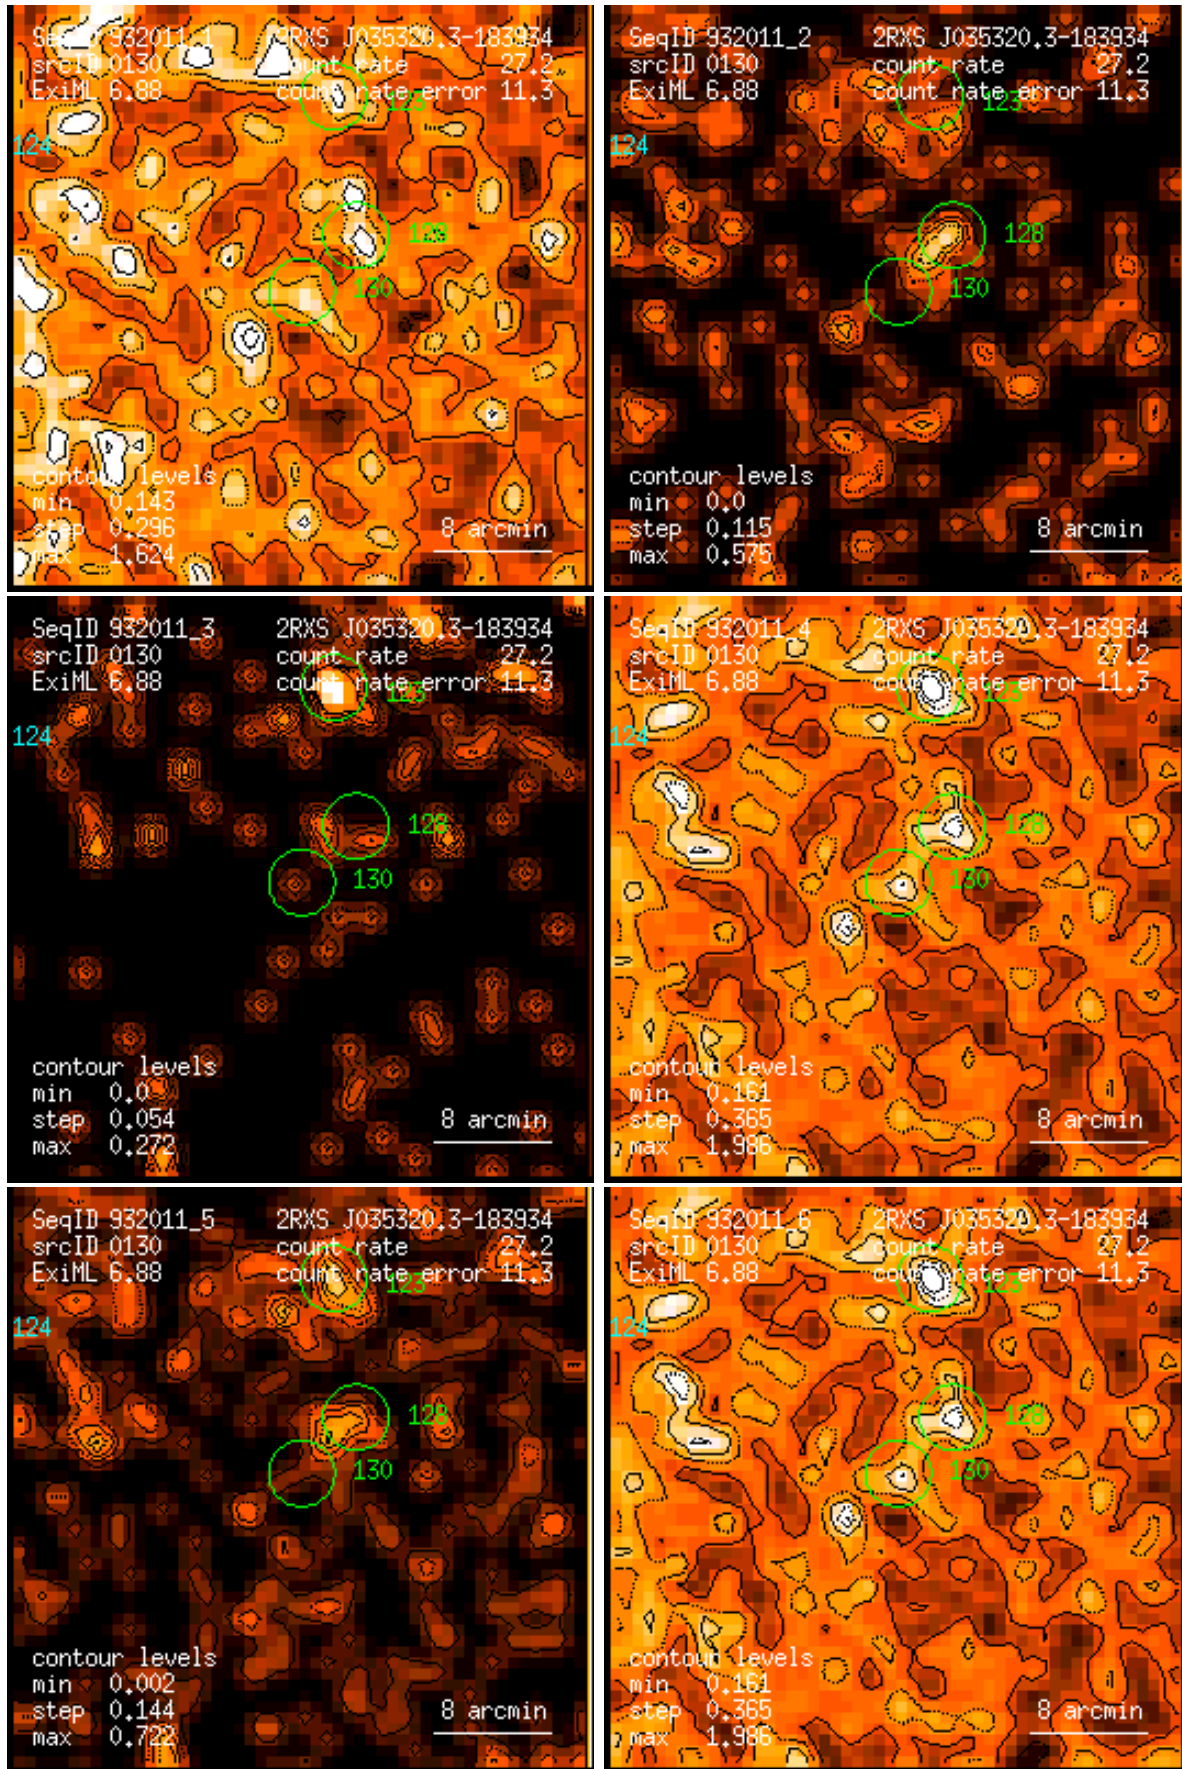 SeqID 932011_1 2RXS J035320.3-183934
srcID 0130 count rate 27.2
ExiML 6.88 count rate error 11.3
123
124
128
130
contour levels
min 0.143
step 0.296
max 1.624
8 arcmin
SeqID 932011_2 2RXS J035320.3-183934
srcID 0130 count rate 27.2
ExiML 6.88 count rate error 11.3
123
124
128
130
contour levels
min 0.0
step 0.115
max 0.575
8 arcmin
SeqID 932011_3 2RXS J035320.3-183934
srcID 0130 count rate 27.2
ExiML 6.88 count rate error 11.3
123
124
128
130
contour levels
min 0.0
step 0.054
max 0.272
8 arcmin
SeqID 932011_4 2RXS J035320.3-183934
srcID 0130 count rate 27.2
ExiML 6.88 count rate error 11.3
123
124
128
130
contour levels
min 0.161
step 0.365
max 1.986
8 arcmin
SeqID 932011_5 2RXS J035320.3-183934
srcID 0130 count rate 27.2
ExiML 6.88 count rate error 11.3
123
124
128
130
contour levels
min 0.002
step 0.144
max 0.722
8 arcmin
SeqID 932011_6 2RXS J035320.3-183934
srcID 0130 count rate 27.2
ExiML 6.88 count rate error 11.3
123
124
128
130
contour levels
min 0.161
step 0.365
max 1.986
8 arcmin